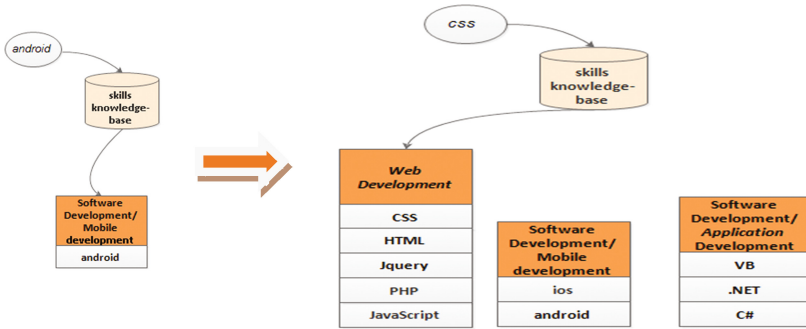 android
skills
knowledge-
base
Software
Development/
Mobile
development
android
css
skills
knowledge-
base
Web
Development
CSS
HTML
Jquery
PHP
JavaScript
Software
Development/
Mobile
development
ios
android
Software
Development/
Application
Development
VB
.NET
C#